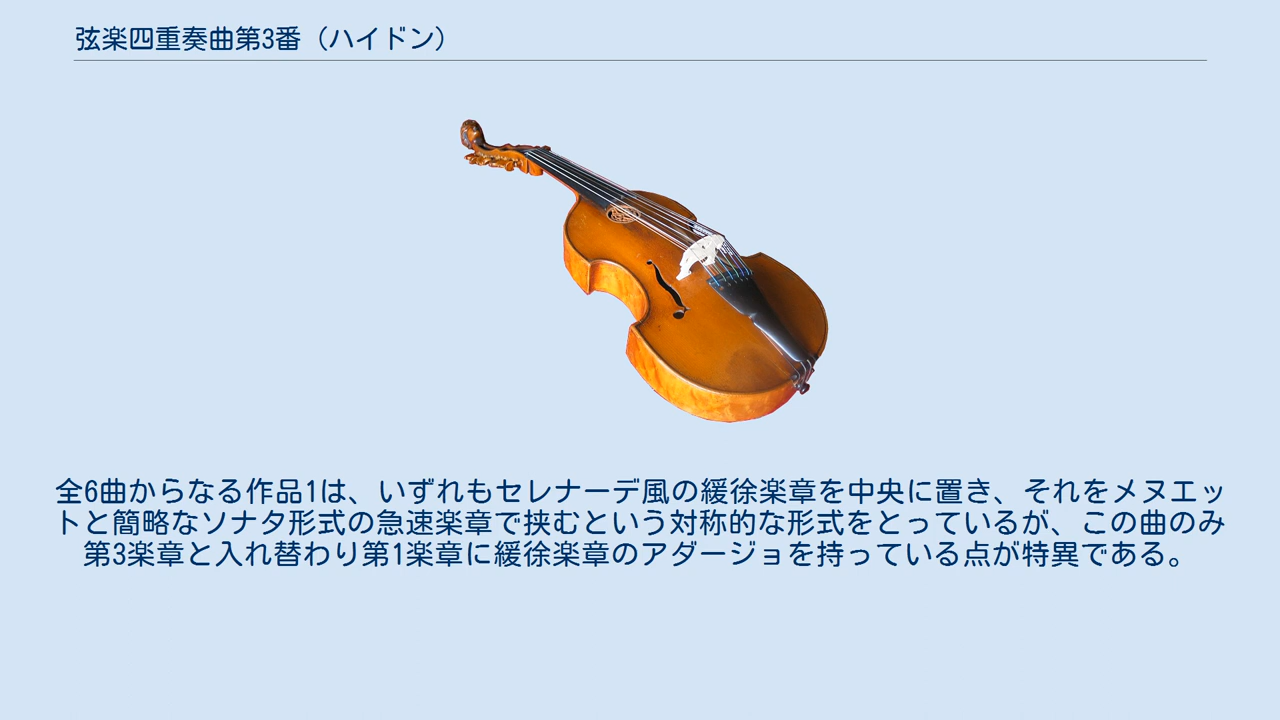 弦楽四重奏曲第3番（ハイドン）
全6曲からなる作品1は、いずれもセレナーデ風の緩徐楽章を中央に置き、それをメヌエッ
トと簡略なソナタ形式の急速楽章で挟むという対称的な形式をとっているが、この曲のみ
第3楽章と入れ替わり第1楽章に緩徐楽章のアダージョを持っている点が特異である。